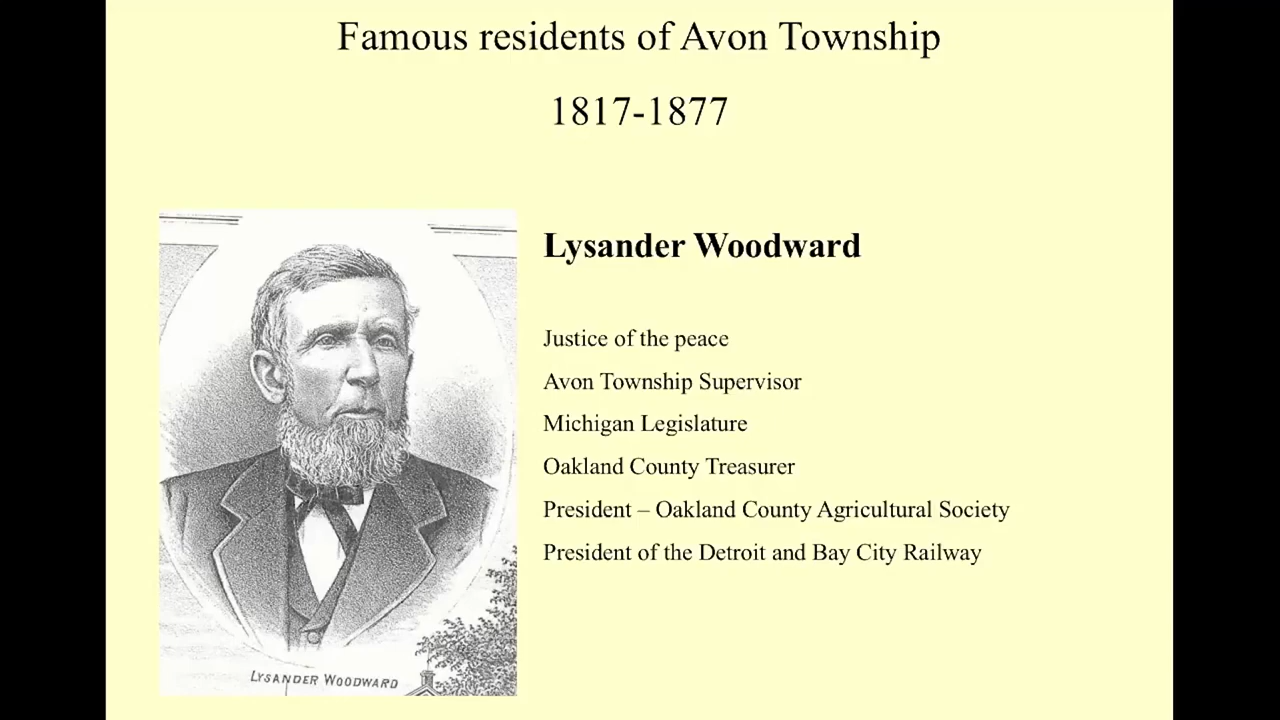 Famous residents of Avon Township
1817-1877
Lysander Woodward
Justice of the peace
Avon Township Supervisor
Michigan Legislature
Oakland County Treasurer
President – Oakland County Agricultural Society
President of the Detroit and Bay City Railway
LYSANDER WOODWARD